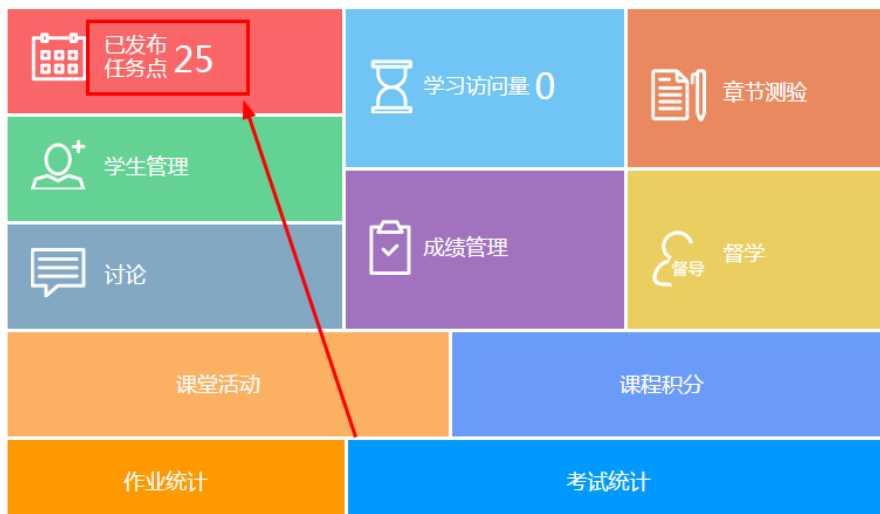 已发布
任务点 25
学习访问量 0
章节测验
学生管理
成绩管理
督导
督学
讨论
课堂活动
课程积分
作业统计
考试统计